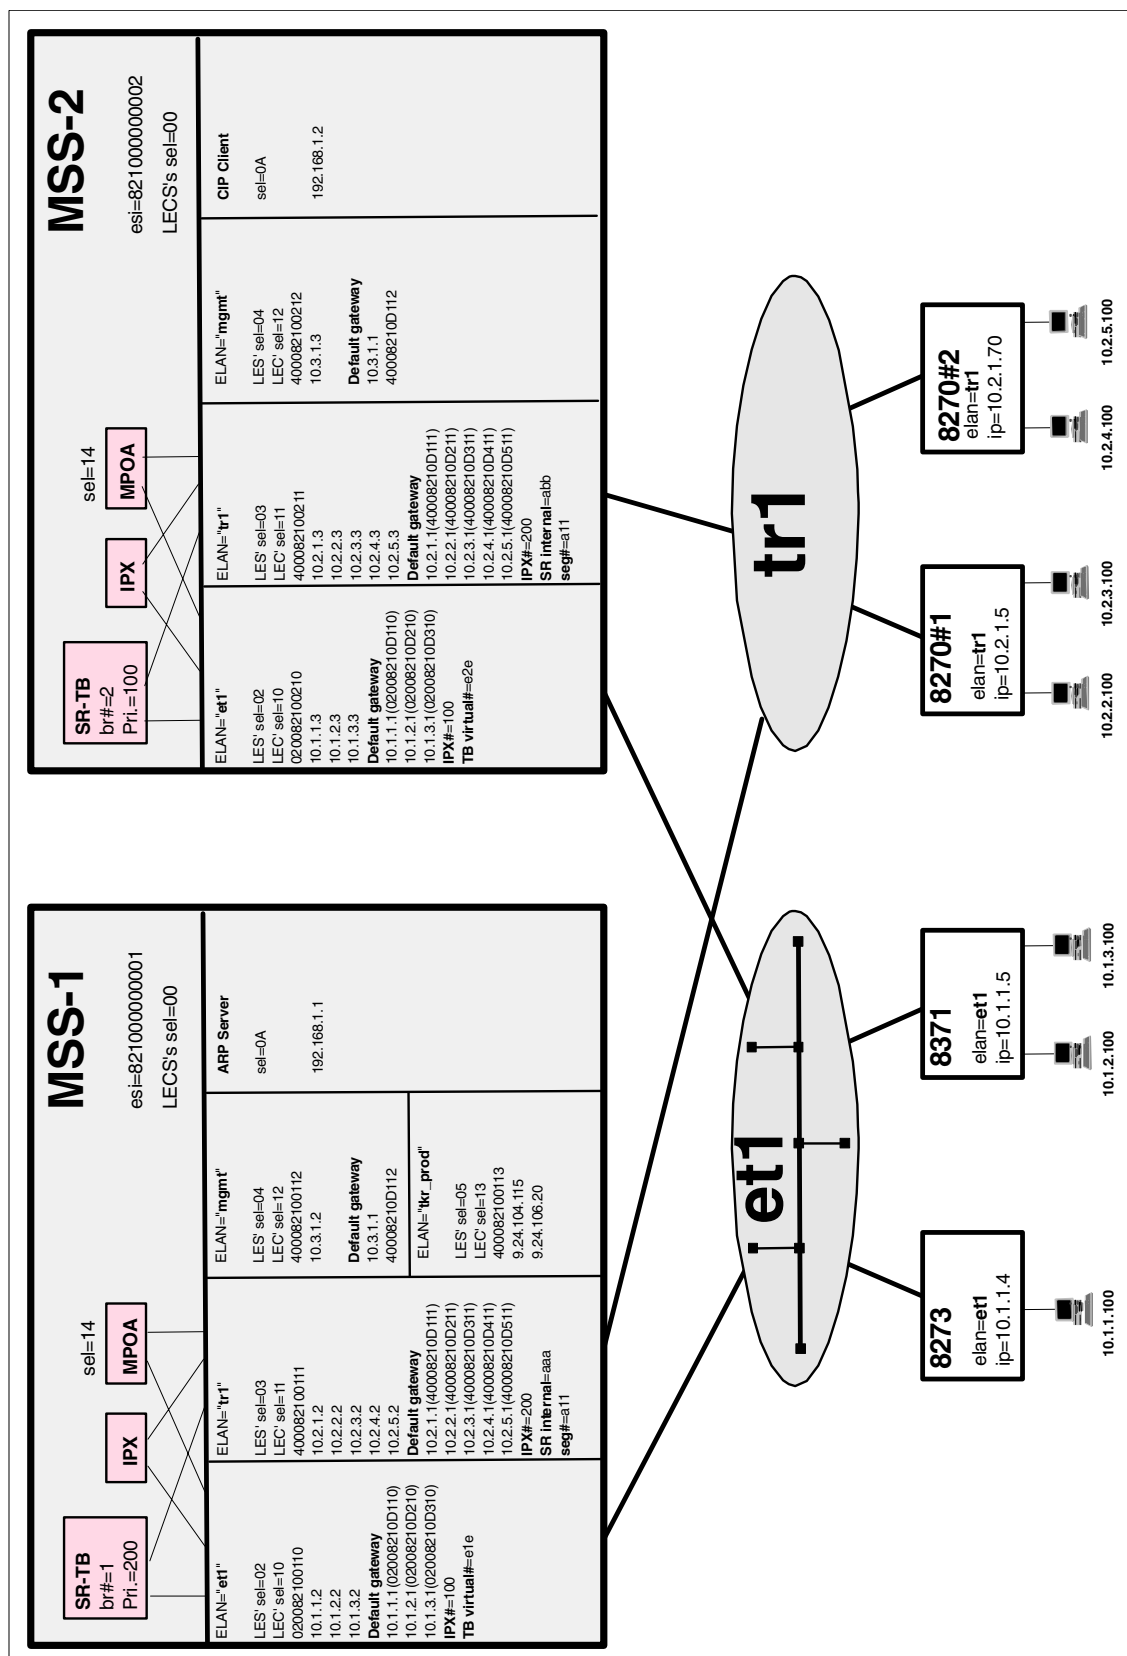 MSS-1
esi=821000000001
LECS's sel=00
SR-TB
br#=1
Pri.=200
IPX
sel=14
MPOA
ELAN="et1"
LES' sel=02
LEC' sel=10
020082100110
10.1.1.2
10.1.2.2
10.1.3.2
Default gateway
10.1.1.1(02008210D110)
10.1.2.1(02008210D210)
10.1.3.1(02008210D310)
IPX#=100
TB virtual#=e1e
ELAN="tr1"
LES' sel=03
LEC' sel=11
400082100111
10.2.1.2
10.2.2.2
10.2.3.2
10.2.4.2
10.2.5.2
Default gateway
10.2.1.1(40008210D111)
10.2.2.1(40008210D211)
10.2.3.1(40008210D311)
10.2.4.1(40008210D411)
10.2.5.1(40008210D511)
IPX#=200
SR internal=aaa
seg#=a11
ELAN="mgmt"
LES' sel=04
LEC' sel=12
400082100112
10.3.1.2
Default gateway
10.3.1.1
40008210D112
ELAN="tkr_prod"
LES' sel=05
LEC' sel=13
400082100113
9.24.104.115
9.24.106.20
ARP Server
sel=0A
192.168.1.1
MSS-2
esi=821000000002
LECS's sel=00
SR-TB
br#=2
Pri.=100
IPX
sel=14
MPOA
ELAN="et1"
LES' sel=02
LEC' sel=10
020082100210
10.1.1.3
10.1.2.3
10.1.3.3
Default gateway
10.1.1.1(02008210D110)
10.1.2.1(02008210D210)
10.1.3.1(02008210D310)
IPX#=100
TB virtual#=e2e
ELAN="tr1"
LES' sel=03
LEC' sel=11
400082100211
10.2.1.3
10.2.2.3
10.2.3.3
10.2.4.3
10.2.5.3
Default gateway
10.2.1.1(40008210D111)
10.2.2.1(40008210D211)
10.2.3.1(40008210D311)
10.2.4.1(40008210D411)
10.2.5.1(40008210D511)
IPX#=200
SR internal=abb
seg#=a11
ELAN="mgmt"
LES' sel=04
LEC' sel=12
400082100212
10.3.1.3
Default gateway
10.3.1.1
40008210D112
CIP Client
sel=0A
192.168.1.2
et1
tr1
8273
elan=et1
ip=10.1.1.4
10.1.1.100
8371
elan=et1
ip=10.1.1.5
10.1.2.100
10.1.3.100
8270#1
elan=tr1
ip=10.2.1.5
10.2.2.100
10.2.3.100
8270#2
elan=tr1
ip=10.2.1.70
10.2.4.100
10.2.5.100